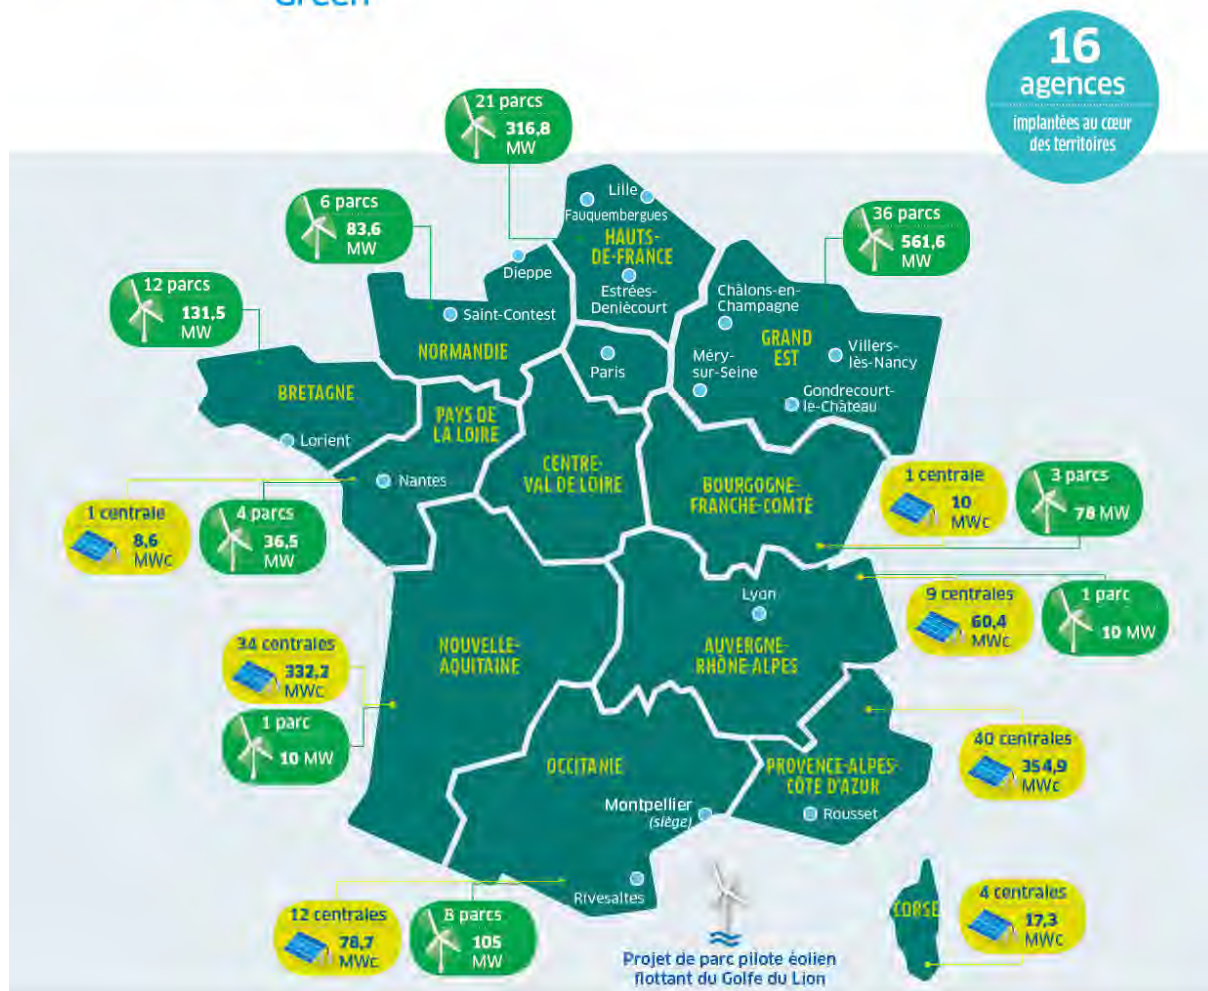 Green
16
agences
implantées au cœur
des territoires
21 parcs
316,8
MW
6 parcs
83,6
MW
36 parcs
561,6
MW
12 parcs
131,5
MW
Lille
Fauquembergues
HAUTS-
DE-FRANCE
Estrées-
Deniécourt
Dieppe
Saint-Contest
NORMANDIE
Paris
Châlons-en-
Champagne
GRAND
EST
Villers-
lès-Nancy
Méry-
sur-Seine
Gondrecourt-
le-Château
BRETAGNE
Lorient
PAYS DE
LA LOIRE
Nantes
CENTRE-
VAL DE LOIRE
BOURGOGNE-
FRANCHE-COMTÉ
1 centrale
8,6
MWc
4 parcs
36,5
MW
1 centrale
10
MWc
3 parcs
78 MW
9 centrales
60,4
MWc
1 parc
10 MW
Lyon
AUVERGNE-
RHÔNE-ALPES
NOUVELLE-
AQUITAINE
34 centrales
332,2
MWc
1 parc
10 MW
OCCITANIE
Montpellier
(siège)
Rivesaltes
PROVENCE-ALPES-
CÔTE D'AZUR
Rousset
40 centrales
354,9
MWc
12 centrales
78,7
MWc
8 parcs
105
MW
Projet de parc pilote éolien
flottant du Golfe du Lion
CORSE
4 centrales
17,3
MWc